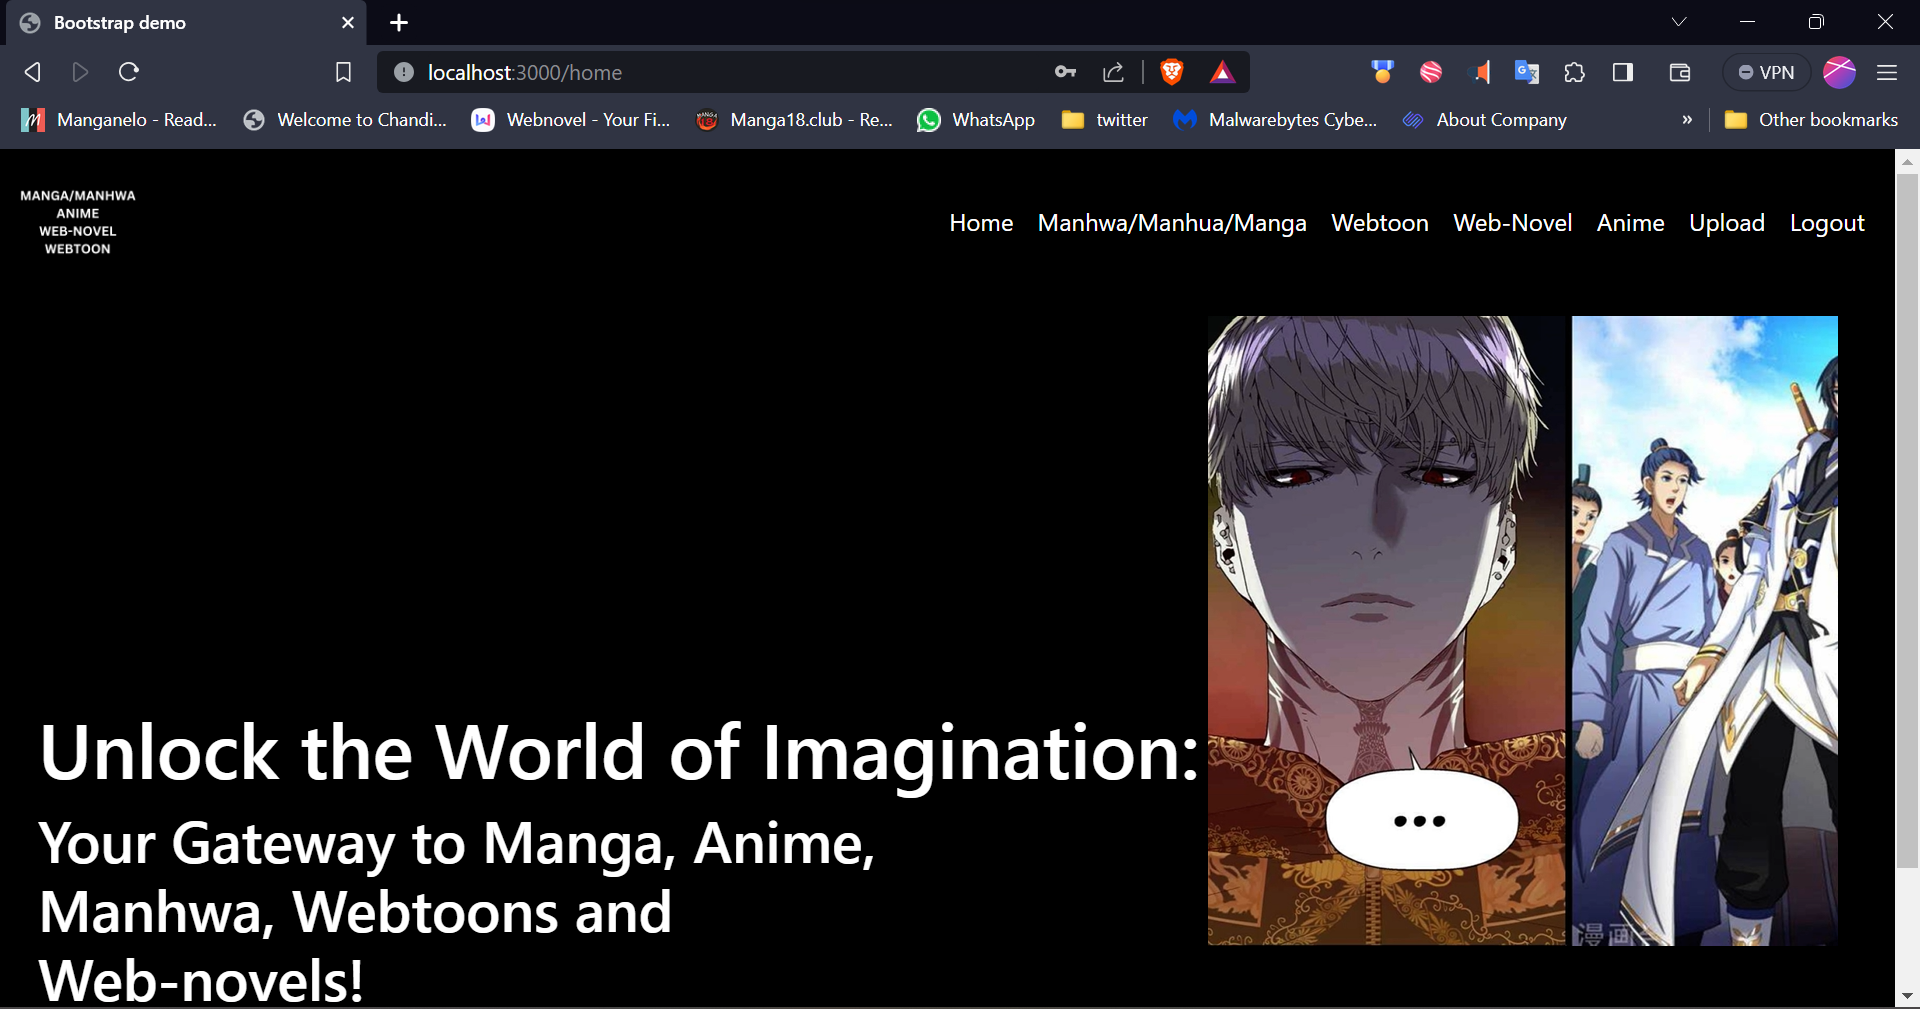 Bootstrap demo
localhost:3000/home
VPN
Manganelo - Read...
Welcome to Chandi...
Webnovel - Your Fi...
Manga18.club - Re...
WhatsApp
twitter
Malwarebytes Cybe...
About Company
»
Other bookmarks
MANGA/MANHWA
ANIME
WEB-NOVEL
WEBTOON
Home Manhwa/Manhua/Manga Webtoon Web-Novel Anime Upload Logout
Unlock the World of Imagination:
Your Gateway to Manga, Anime,
Manhwa, Webtoons and
Web-novels!
...
漫画